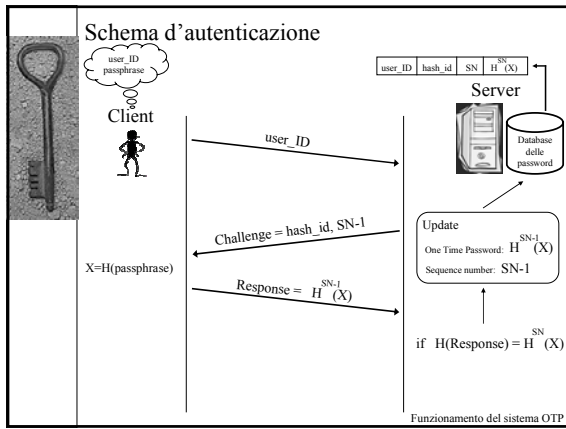 Schema d'autenticazione
user_ID
passphrase
Client
user_ID hash_id SN H^SN(X)
Server
Database
delle
password
user_ID
Challenge = hash_id, SN-1
X=H(passphrase)
Response = H^SN-1(X)
Update
One Time Password: H^SN-1(X)
Sequence number: SN-1
if H(Response) = H^SN(X)
Funzionamento del sistema OTP